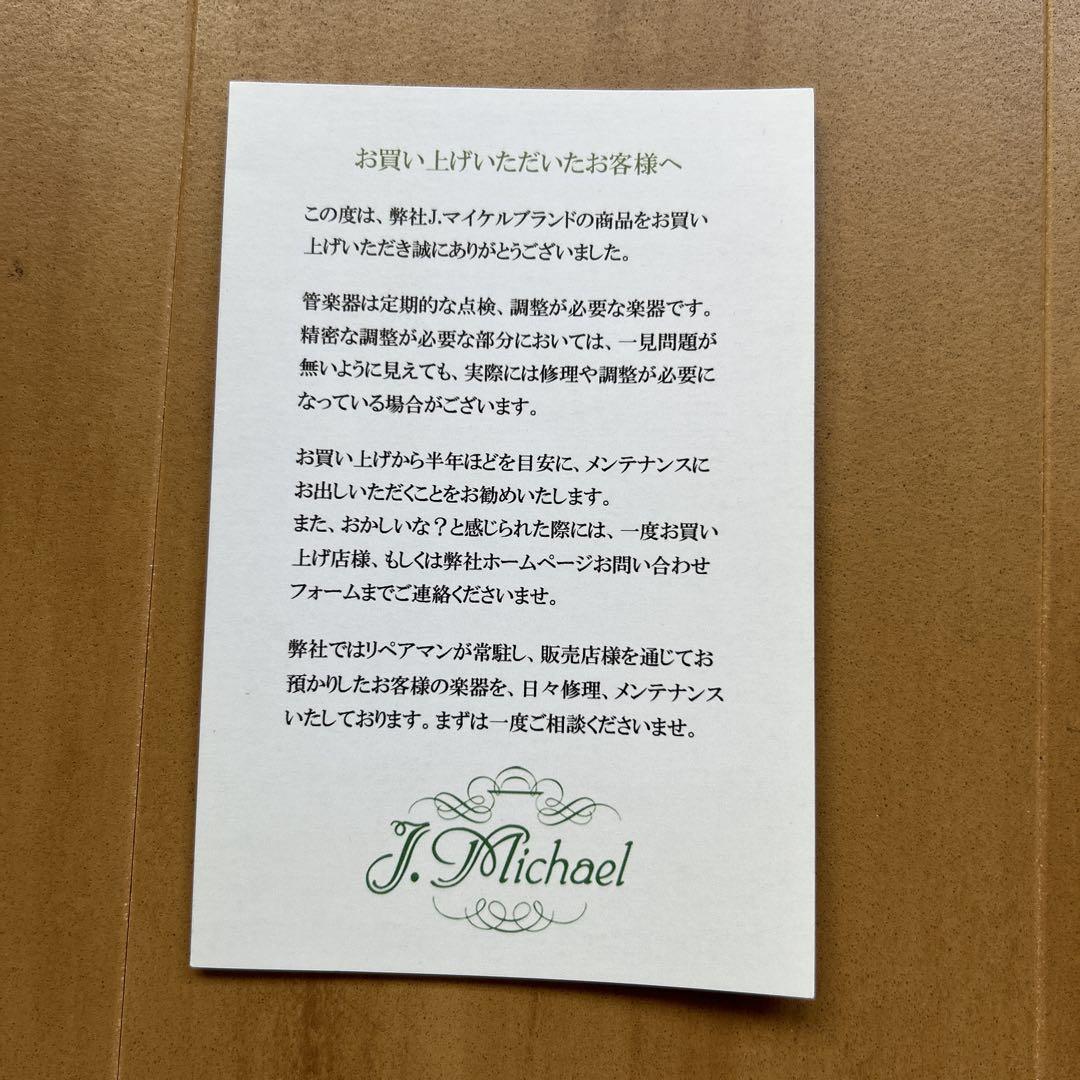 お買い上げいただいたお客様へ
この度は、弊社J.マイケルブランドの商品をお買い
上げいただき誠にありがとうございました。
管楽器は定期的な点検、調整が必要な楽器です。
精密な調整が必要な部分においては、一見問題が
無いように見えても、実際には修理や調整が必要に
なっている場合がございます。
お買い上げから半年ほどを目安に、メンテナンスに
お出しいただくことをお勧めいたします。
また、おかしいな？と感じられた際には、一度お買い
上げ店様、もしくは弊社ホームページお問い合わせ
フォームまでご連絡くださいませ。
弊社ではリペアマンが常駐し、販売店様を通じてお
預かりしたお客様の楽器を、日々修理、メンテナンス
いたしております。まずは一度ご相談くださいませ。
J. Michael